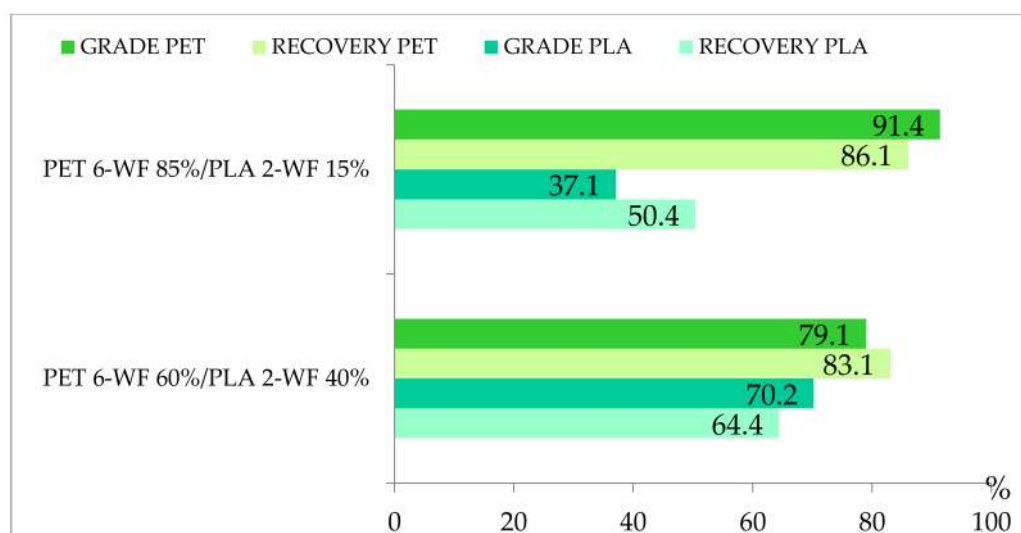 GRADE PET RECOVERY PET GRADE PLA RECOVERY PLA
PET 6-WF 85%/PLA 2-WF 15%
91.4
86.1
37.1
50.4
PET 6-WF 60%/PLA 2-WF 40%
79.1
83.1
70.2
64.4
%
0 20 40 60 80 100